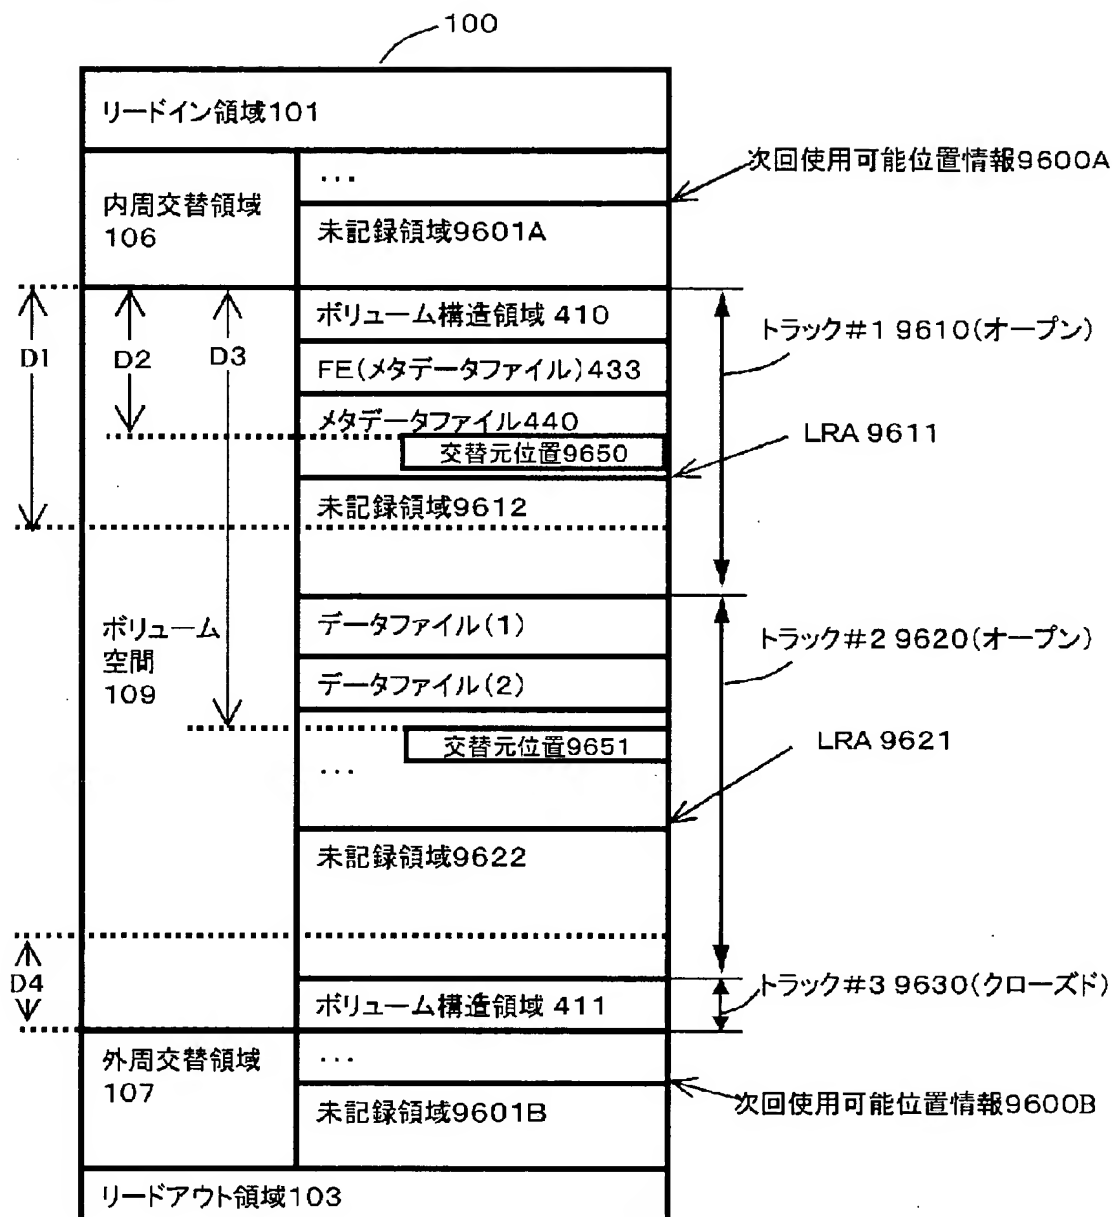 100
リードイン領域101
内周交替領域
106
...
次回使用可能位置情報9600A
未記録領域9601A
D1
D2
D3
ボリューム構造領域 410
トラック#1 9610(オープン)
FE(メタデータファイル)433
メタデータファイル440
交替元位置9650
LRA 9611
未記録領域9612
ボリューム
空間
109
データファイル(1)
トラック#2 9620(オープン)
データファイル(2)
交替元位置9651
...
LRA 9621
未記録領域9622
D4
ボリューム構造領域 411
トラック#3 9630(クローズド)
外周交替領域
107
...
次回使用可能位置情報9600B
未記録領域9601B
リードアウト領域103